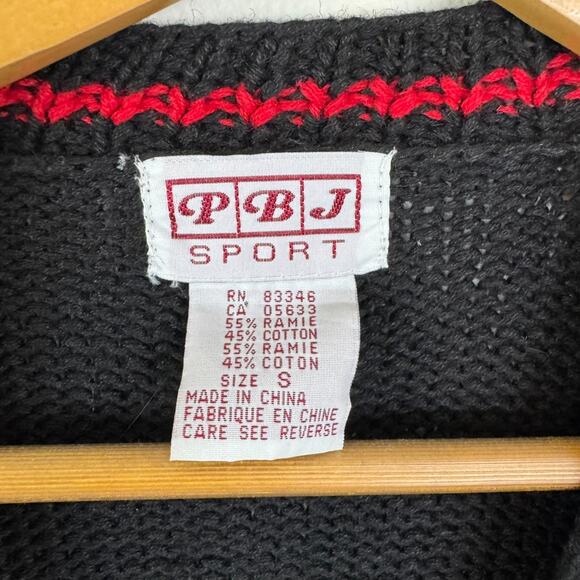 PBJ
SPORT
RN 83346
CA 05633
55% RAMIE
45% COTTON
55% RAMIE
45% COTON
SIZE S
MADE IN CHINA
FABRIQUE EN CHINE
CARE SEE REVERSE